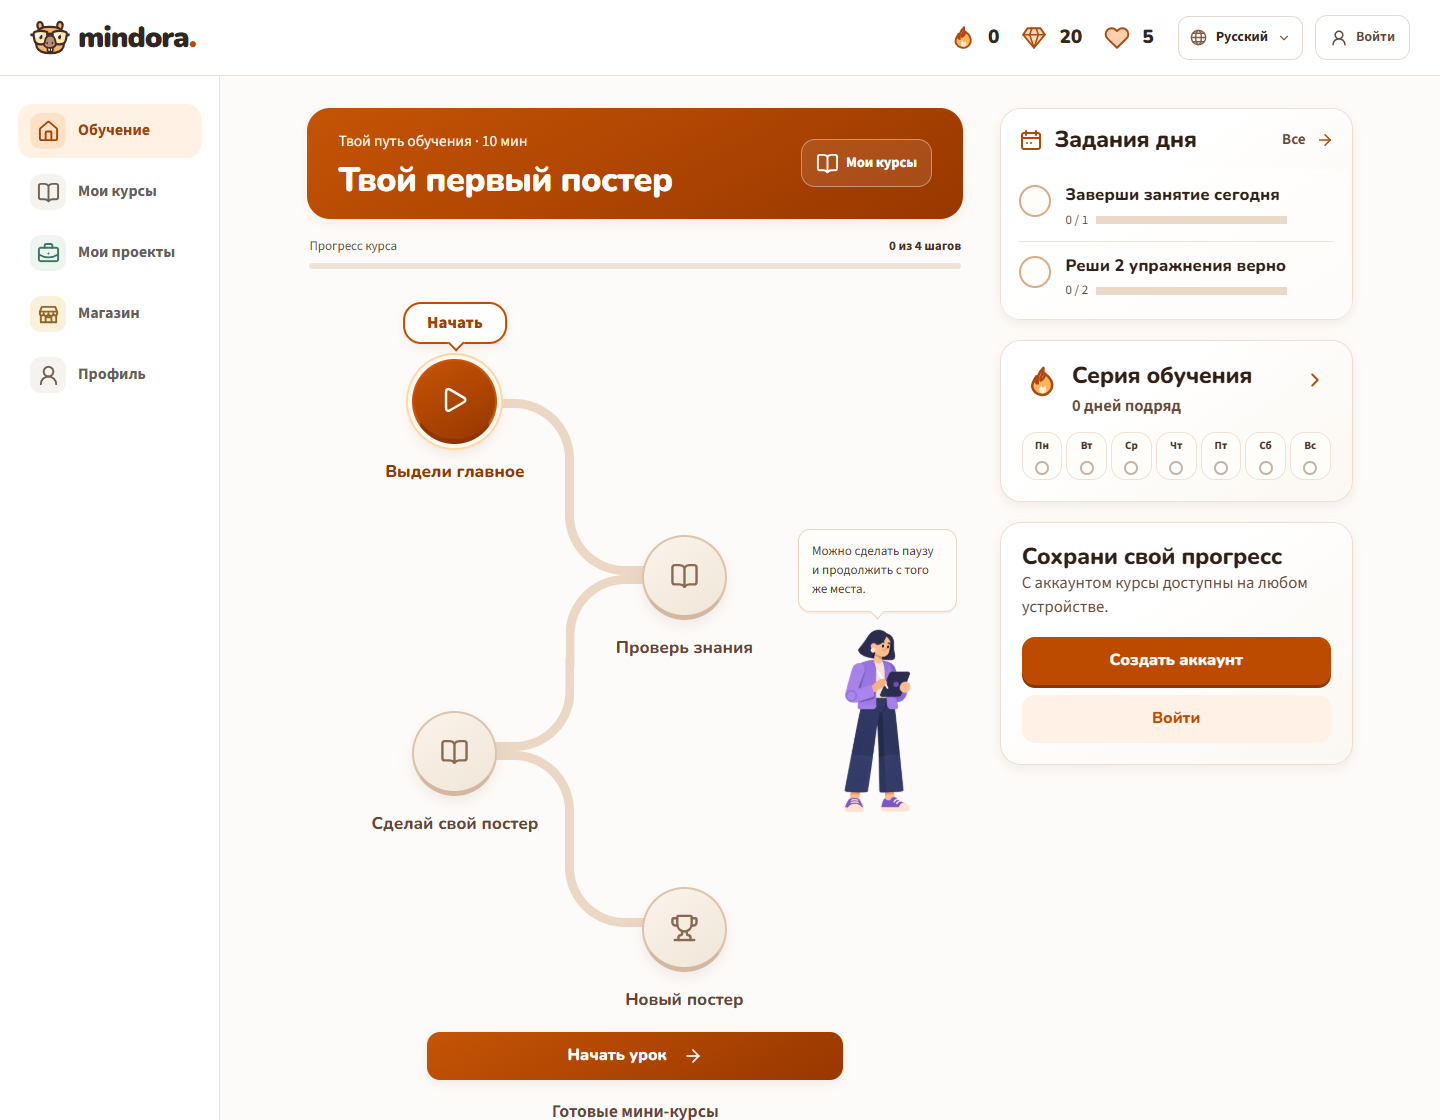 mindora.
0
20
5
Русский
Войти
Обучение
Мои курсы
Мои проекты
Магазин
Профиль
Твой путь обучения · 10 мин
Твой первый постер
Мои курсы
Прогресс курса
0 из 4 шагов
Начать
Выдели главное
Проверь знания
Можно сделать паузу
и продолжить с того
же места.
Сделай свой постер
Новый постер
Начать урок
Готовые мини-курсы
Задания дня
Все
Заверши занятие сегодня
0 / 1
Реши 2 упражнения верно
0 / 2
Серия обучения
0 дней подряд
Пн Вт Ср Чт Пт Сб Вс
Сохрани свой прогресс
С аккаунтом курсы доступны на любом
устройстве.
Создать аккаунт
Войти